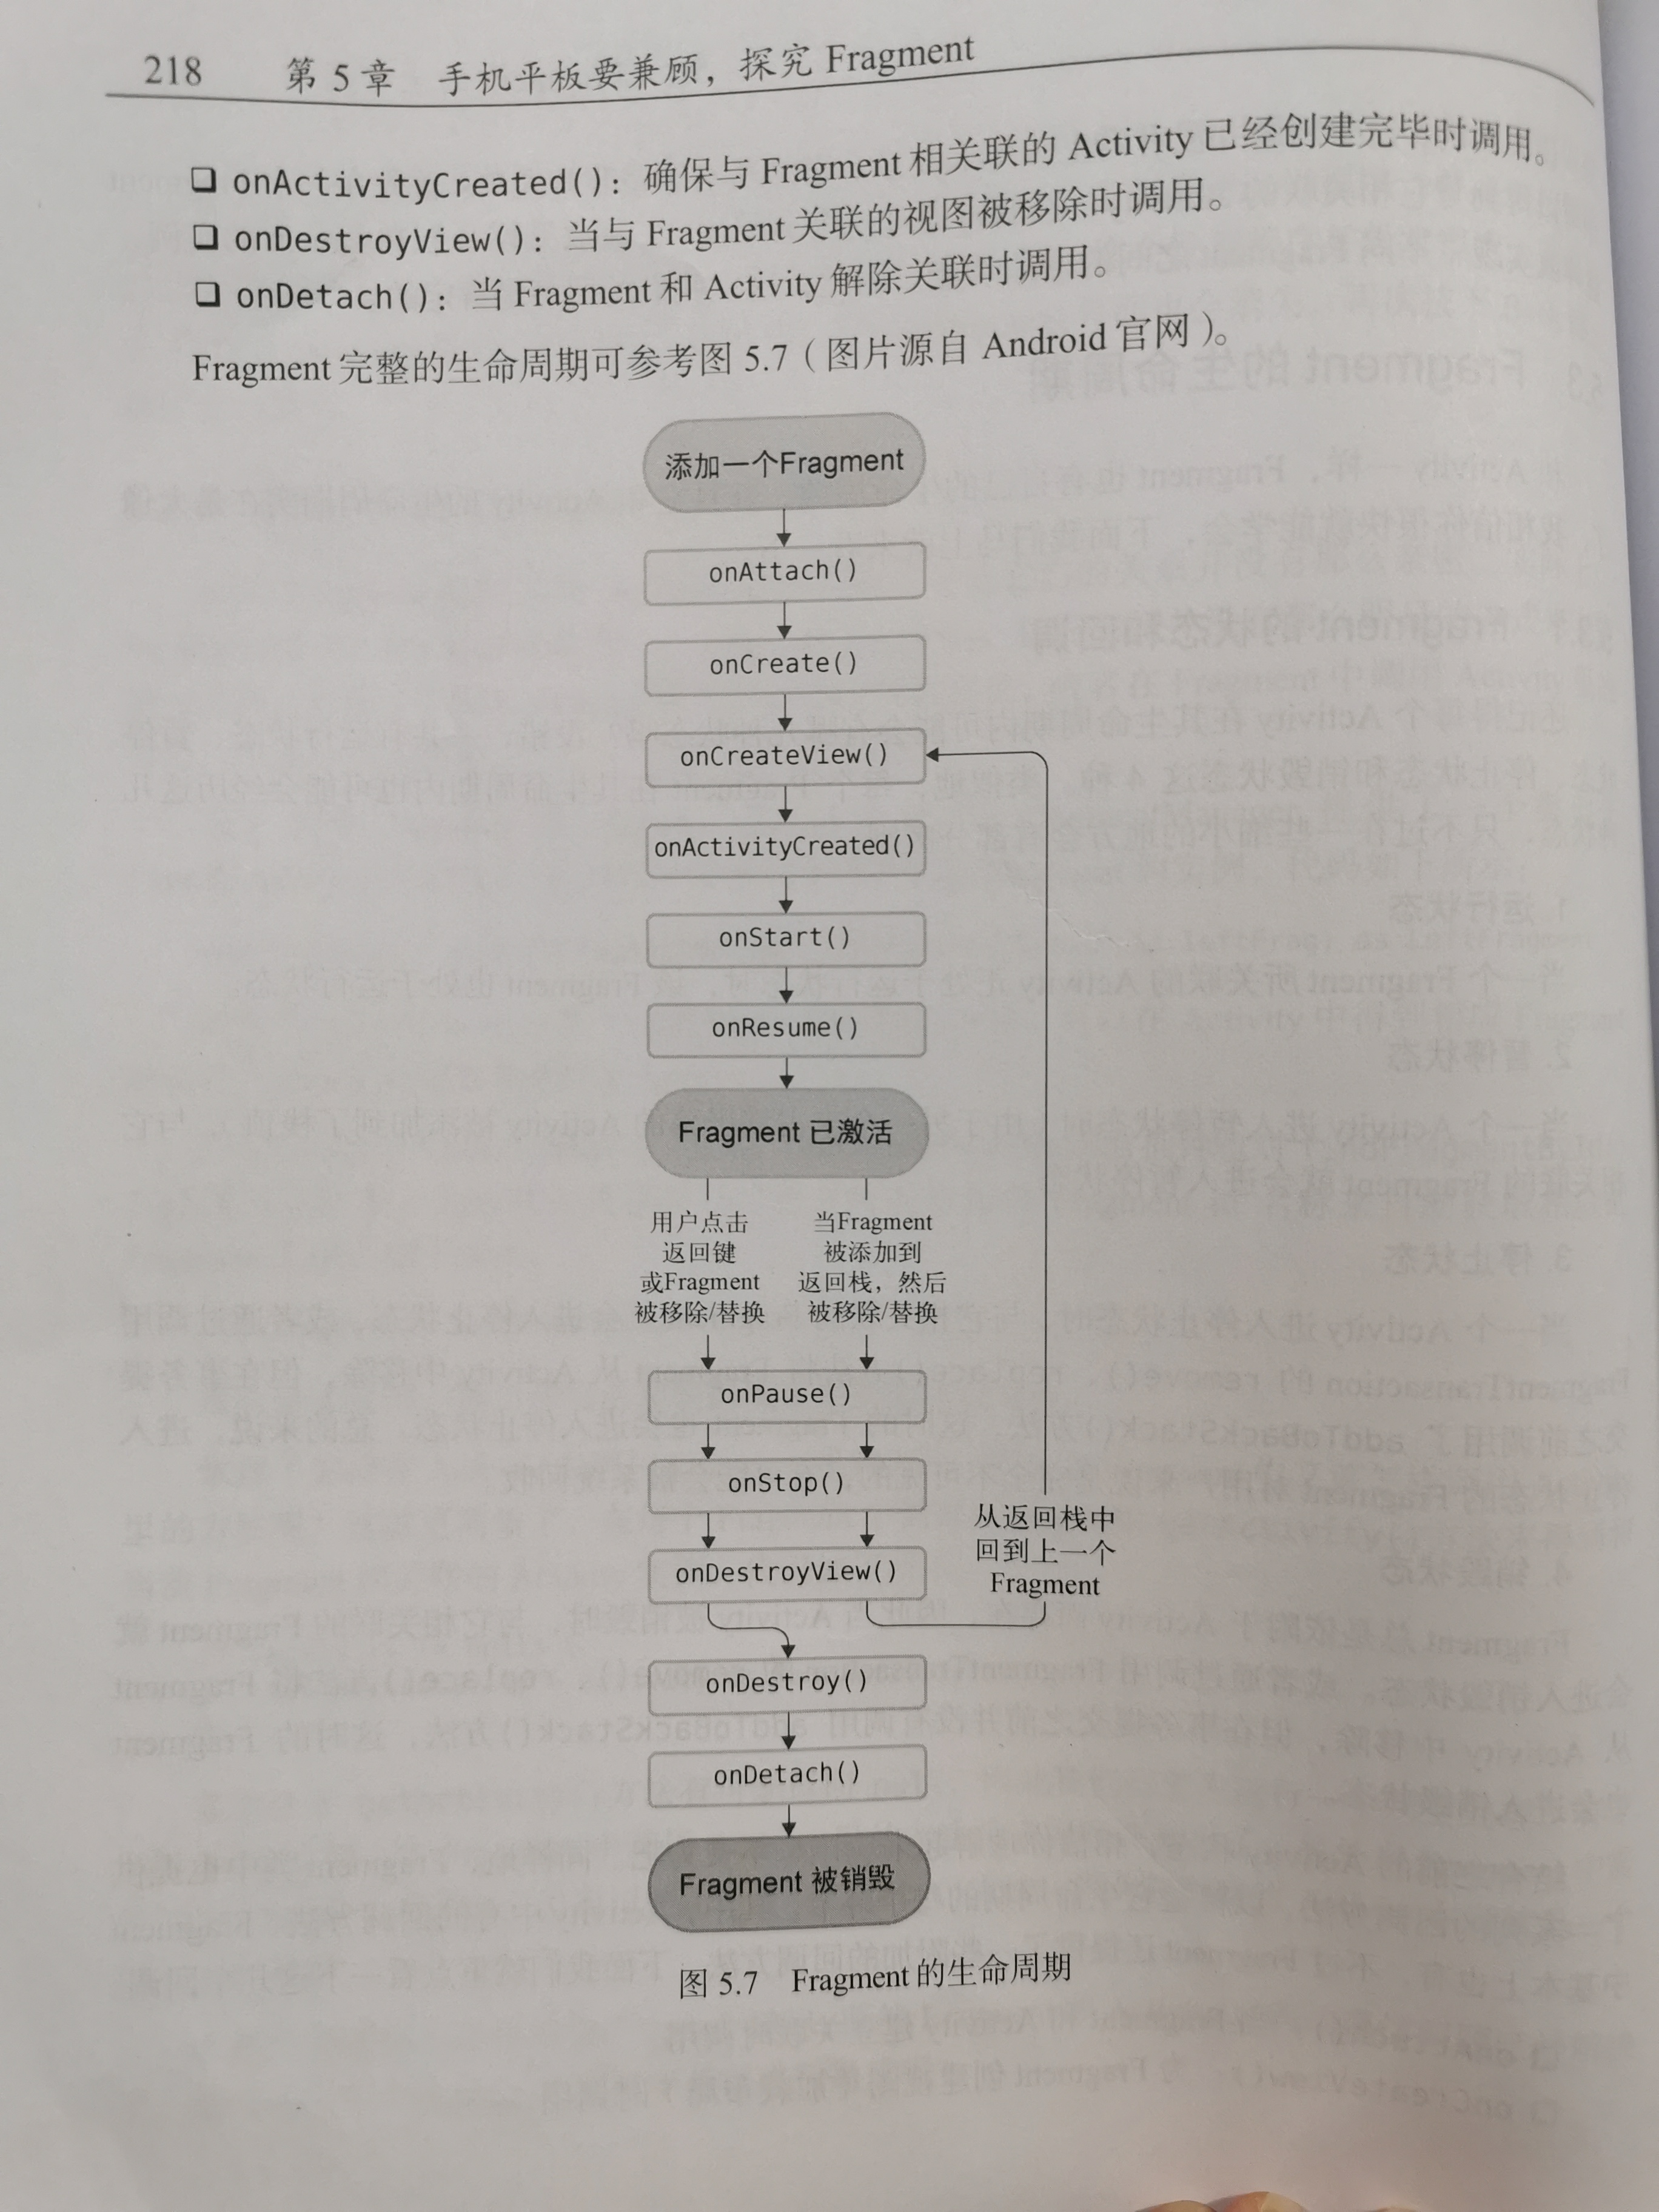 218 第 5 章 手机平板要兼顾，探究 Fragment
❑ onActivityCreated()：确保与 Fragment 相关联的 Activity 已经创建完毕时调用。
❑ onDestroyView()：当与 Fragment 关联的视图被移除时调用。
❑ onDetach()：当 Fragment 和 Activity 解除关联时调用。
Fragment 完整的生命周期可参考图 5.7（图片源自 Android 官网）。
添加一个Fragment
onAttach()
onCreate()
onCreateView()
onActivityCreated()
onStart()
onResume()
Fragment 已激活
用户点击
返回键
或Fragment
被移除/替换
当Fragment
被添加到
返回栈，然后
被移除/替换
onPause()
onStop()
onDestroyView()
从返回栈中
回到上一个
Fragment
onDestroy()
onDetach()
Fragment 被销毁
图 5.7 Fragment 的生命周期